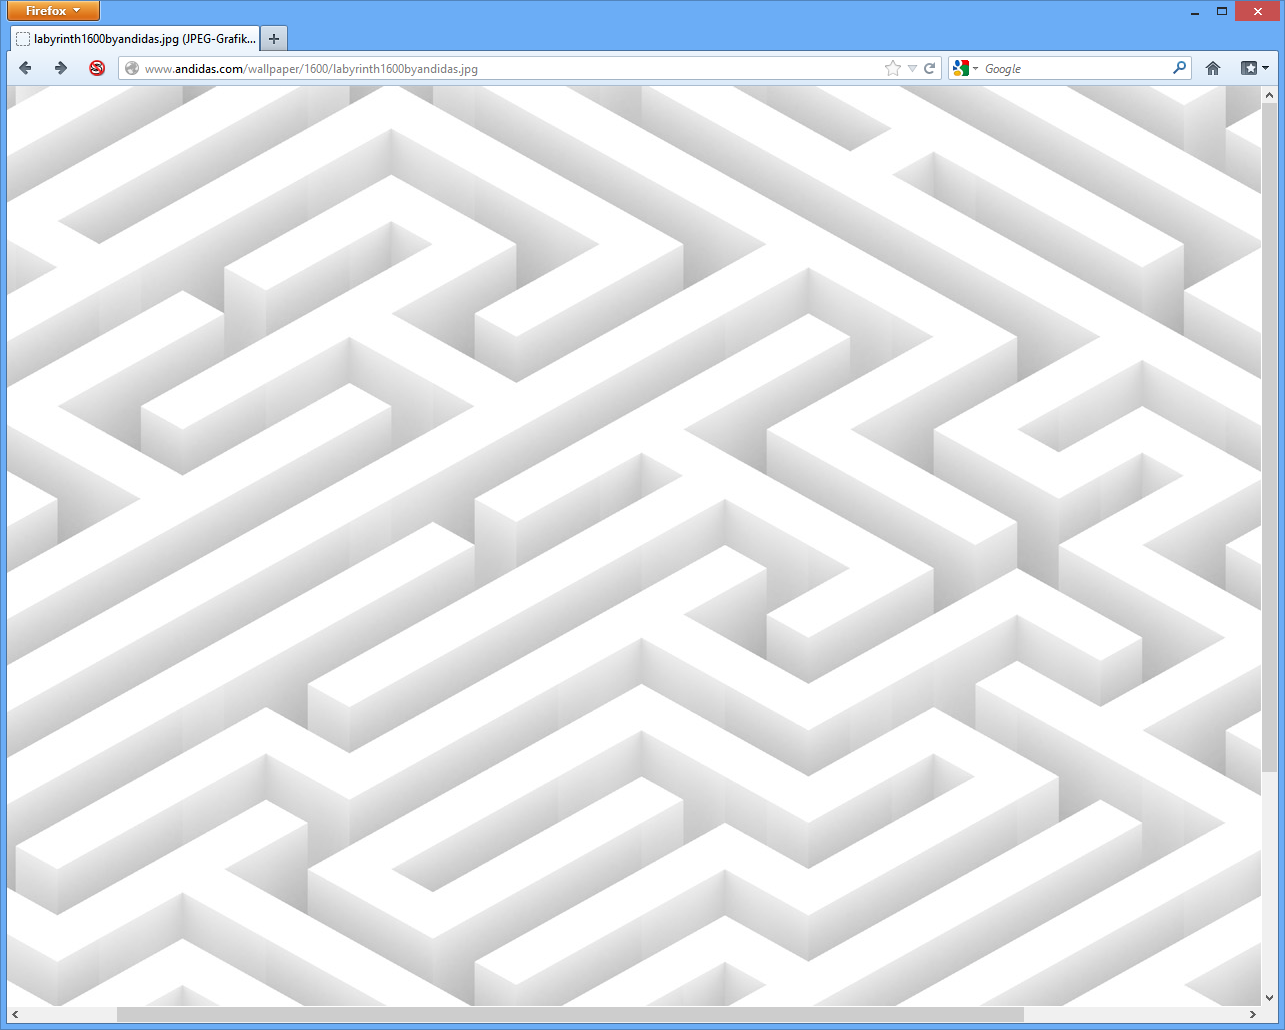 Firefox
labyrinth1600byandidas.jpg (JPEG-Grafik...
www.andidas.com/wallpaper/1600/labyrinth1600byandidas.jpg
Google